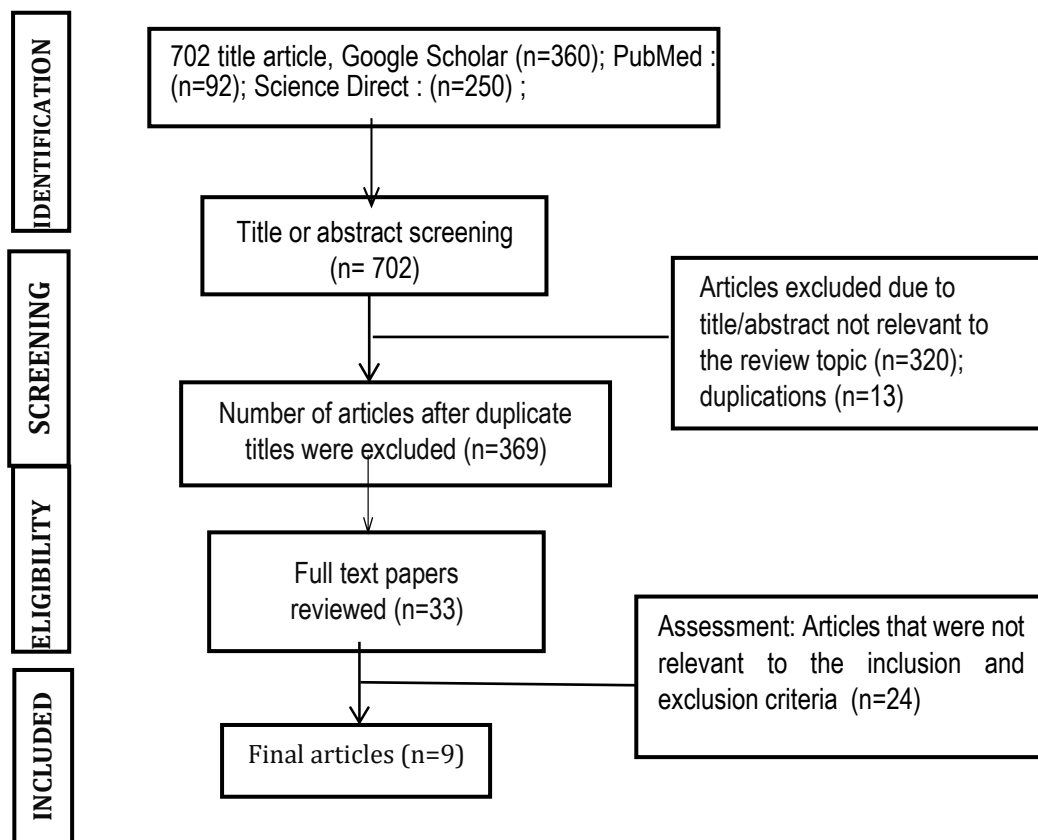 IDENTIFICATION
702 title article, Google Scholar (n=360); PubMed :
(n=92); Science Direct : (n=250) ;
Title or abstract screening
(n= 702)
SCREENING
Articles excluded due to
title/abstract not relevant to
the review topic (n=320);
duplications (n=13)
Number of articles after duplicate
titles were excluded (n=369)
ELIGIBILITY
Full text papers
reviewed (n=33)
Assessment: Articles that were not
relevant to the inclusion and
exclusion criteria (n=24)
INCLUDED
Final articles (n=9)